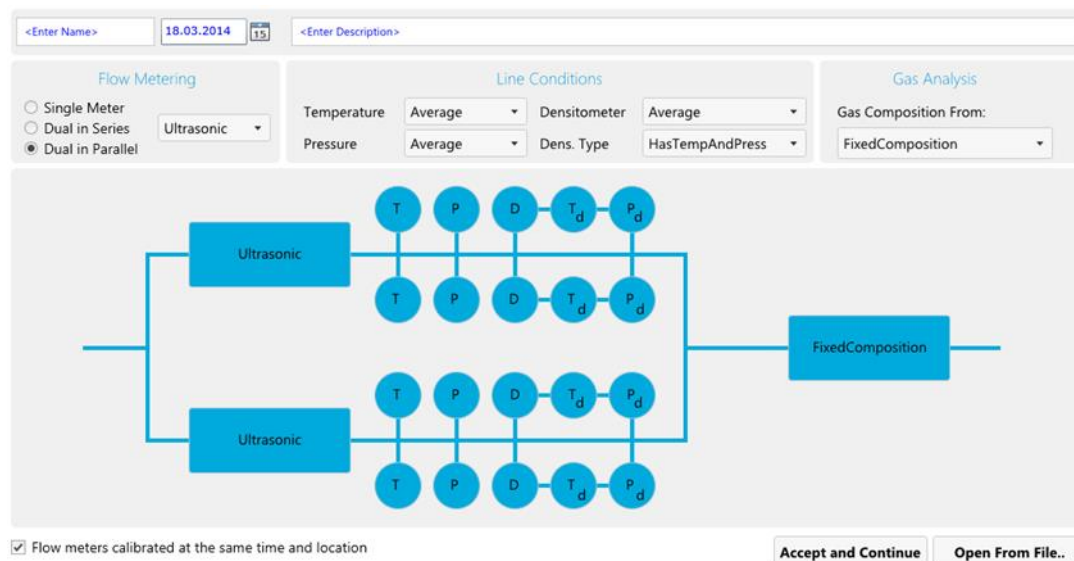 <Enter Name> 18.03.2014 15 <Enter Description>
Flow Metering
Single Meter
Dual in Series
Dual in Parallel
Ultrasonic
Line Conditions
Temperature Average Densitometer Average
Pressure Average Dens. Type HasTempAndPress
Gas Analysis
Gas Composition From:
FixedComposition
T P D Td Pd
Ultrasonic
T P D Td Pd
FixedComposition
T P D Td Pd
Ultrasonic
T P D Td Pd
Flow meters calibrated at the same time and location
Accept and Continue Open From File..